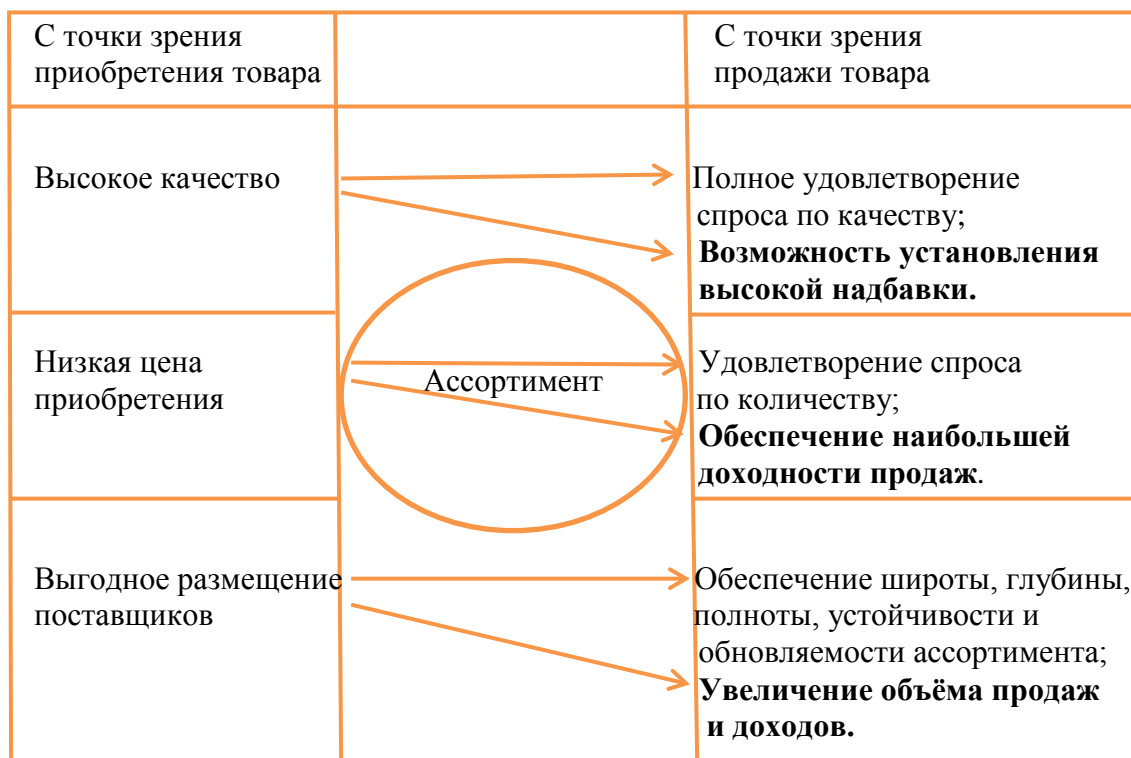 С точки зрения
приобретения товара
С точки зрения
продажи товара
Высокое качество
Полное удовлетворение
спроса по качеству;
Возможность установления
высокой надбавки.
Низкая цена
приобретения
Ассортимент
Удовлетворение спроса
по количеству;
Обеспечение наибольшей
доходности продаж.
Выгодное размещение
поставщиков
Обеспечение широты, глубины,
полноты, устойчивости и
обновляемости ассортимента;
Увеличение объёма продаж
и доходов.